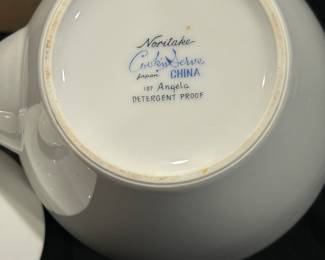 Noritake
Cook'n Serve
Japan CHINA
107 Angela
DETERGENT PROOF